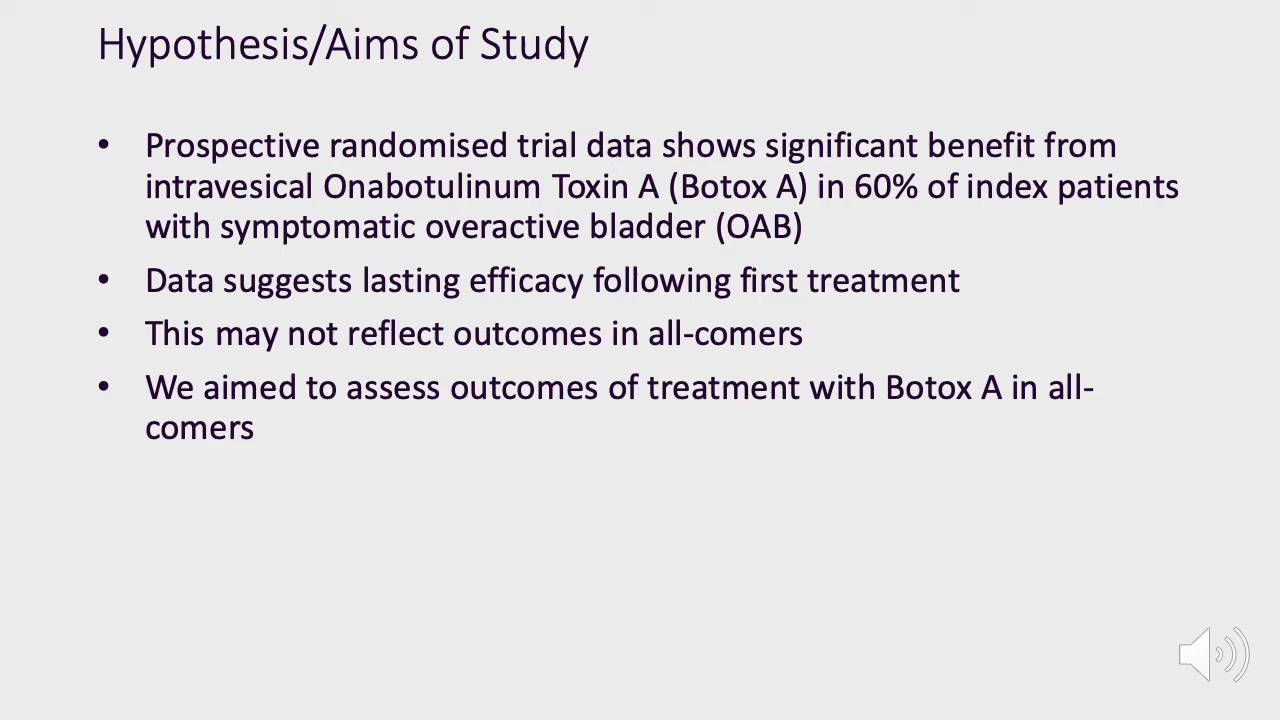 Hypothesis/Aims of Study
• Prospective randomised trial data shows significant benefit from
intravesical Onabotulinum Toxin A (Botox A) in 60% of index patients
with symptomatic overactive bladder (OAB)
• Data suggests lasting efficacy following first treatment
• This may not reflect outcomes in all-comers
• We aimed to assess outcomes of treatment with Botox A in all-
comers